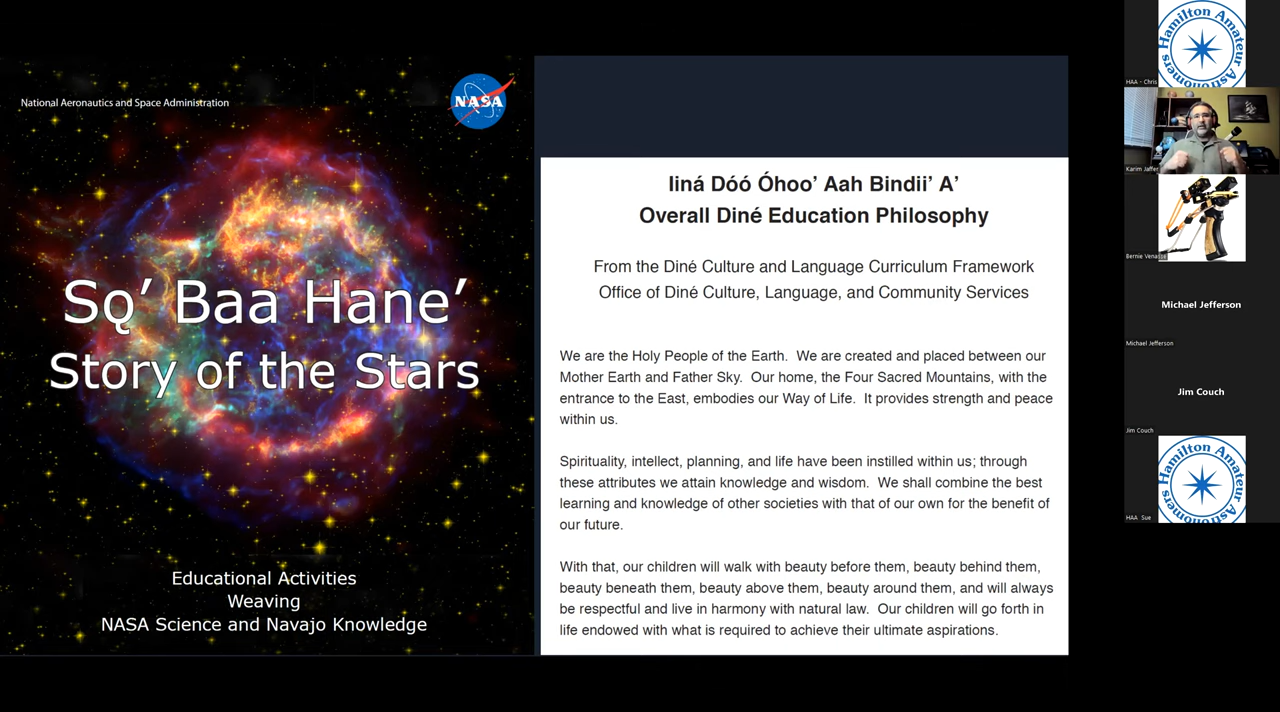 National Aeronautics and Space Administration
NASA
Sǫ’ Baa Hane’
Story of the Stars
Educational Activities
Weaving
NASA Science and Navajo Knowledge
Iiná Dóó Óhoo’ Aah Bindii’ A’
Overall Diné Education Philosophy
From the Diné Culture and Language Curriculum Framework
Office of Diné Culture, Language, and Community Services
We are the Holy People of the Earth. We are created and placed between our
Mother Earth and Father Sky. Our home, the Four Sacred Mountains, with the
entrance to the East, embodies our Way of Life. It provides strength and peace
within us.
Spirituality, intellect, planning, and life have been instilled within us; through
these attributes we attain knowledge and wisdom. We shall combine the best
learning and knowledge of other societies with that of our own for the benefit of
our future.
With that, our children will walk with beauty before them, beauty behind them,
beauty beneath them, beauty above them, beauty around them, and will always
be respectful and live in harmony with natural law. Our children will go forth in
life endowed with what is required to achieve their ultimate aspirations.
Hamilton Amateur Astronomers
HAA - Chris
Karim Jaffer
Bernie Venasse
Michael Jefferson
Michael Jefferson
Jim Couch
Jim Couch
Hamilton Amateur Astronomers
HAA Sue